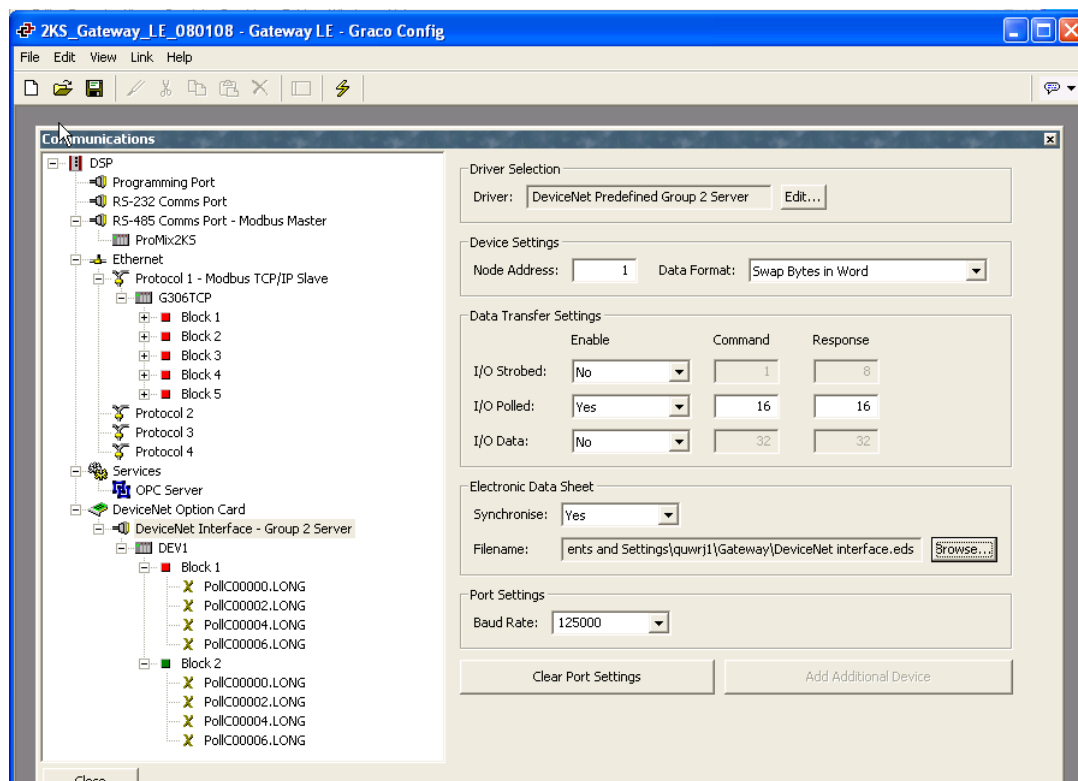 2KS_Gateway_LE_080108 - Gateway LE - Graco Config
File Edit View Link Help
Communications
DSP
Programming Port
RS-232 Comms Port
RS-485 Comms Port - Modbus Master
ProMix2KS
Ethernet
Protocol 1 - Modbus TCP/IP Slave
G306TCP
Block 1
Block 2
Block 3
Block 4
Block 5
Protocol 2
Protocol 3
Protocol 4
Services
OPC Server
DeviceNet Option Card
DeviceNet Interface - Group 2 Server
DEV1
Block 1
PollC00000.LONG
PollC00002.LONG
PollC00004.LONG
PollC00006.LONG
Block 2
PollC00000.LONG
PollC00002.LONG
PollC00004.LONG
PollC00006.LONG
Close
Driver Selection
Driver: DeviceNet Predefined Group 2 Server Edit...
Device Settings
Node Address: 1 Data Format: Swap Bytes in Word
Data Transfer Settings
Enable Command Response
I/O Strobed: No 1 8
I/O Polled: Yes 16 16
I/O Data: No 32 32
Electronic Data Sheet
Synchronise: Yes
Filename: ents and Settings\quwrj1\Gateway\DeviceNet interface.eds Browse...
Port Settings
Baud Rate: 125000
Clear Port Settings Add Additional Device